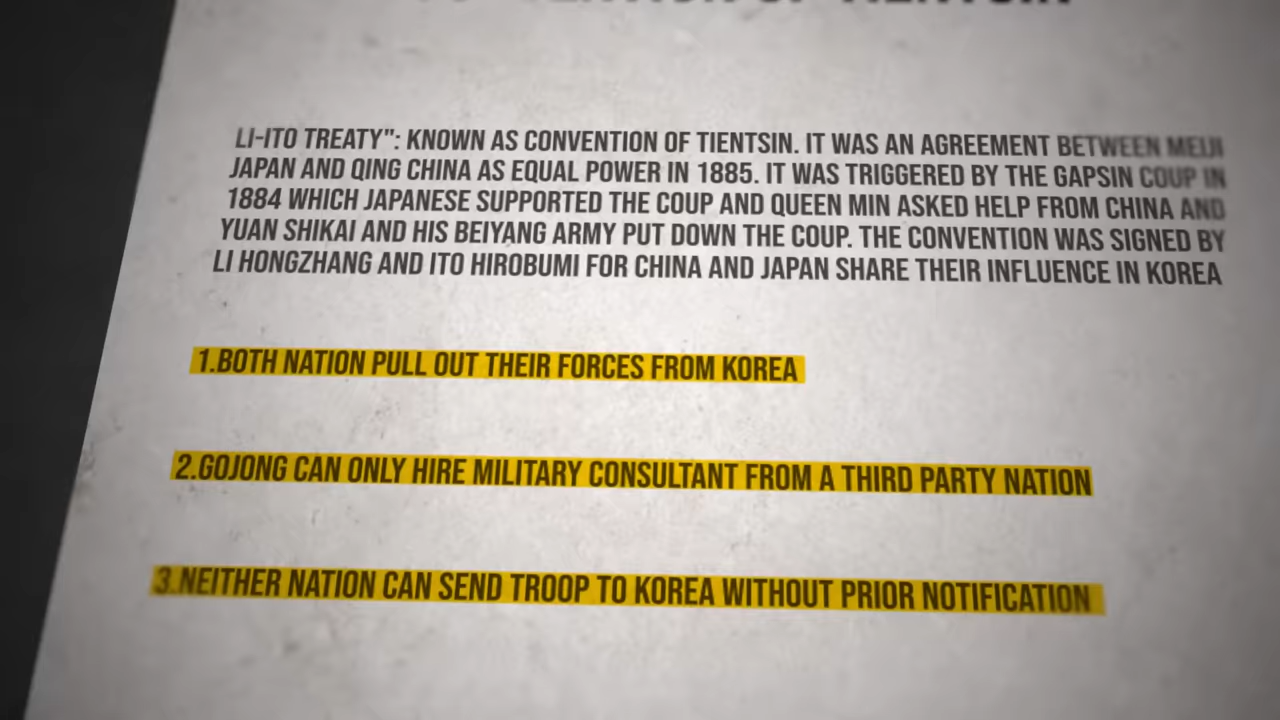 LI-ITO TREATY": KNOWN AS CONVENTION OF TIENTSIN. IT WAS AN AGREEMENT BETWEEN MEIJI
JAPAN AND QING CHINA AS EQUAL POWER IN 1885. IT WAS TRIGGERED BY THE GAPSIN COUP IN
1884 WHICH JAPANESE SUPPORTED THE COUP AND QUEEN MIN ASKED HELP FROM CHINA AND
YUAN SHIKAI AND HIS BEIYANG ARMY PUT DOWN THE COUP. THE CONVENTION WAS SIGNED BY
LI HONGZHANG AND ITO HIROBUMI FOR CHINA AND JAPAN SHARE THEIR INFLUENCE IN KOREA
1.BOTH NATION PULL OUT THEIR FORCES FROM KOREA
2.GOJONG CAN ONLY HIRE MILITARY CONSULTANT FROM A THIRD PARTY NATION
3.NEITHER NATION CAN SEND TROOP TO KOREA WITHOUT PRIOR NOTIFICATION